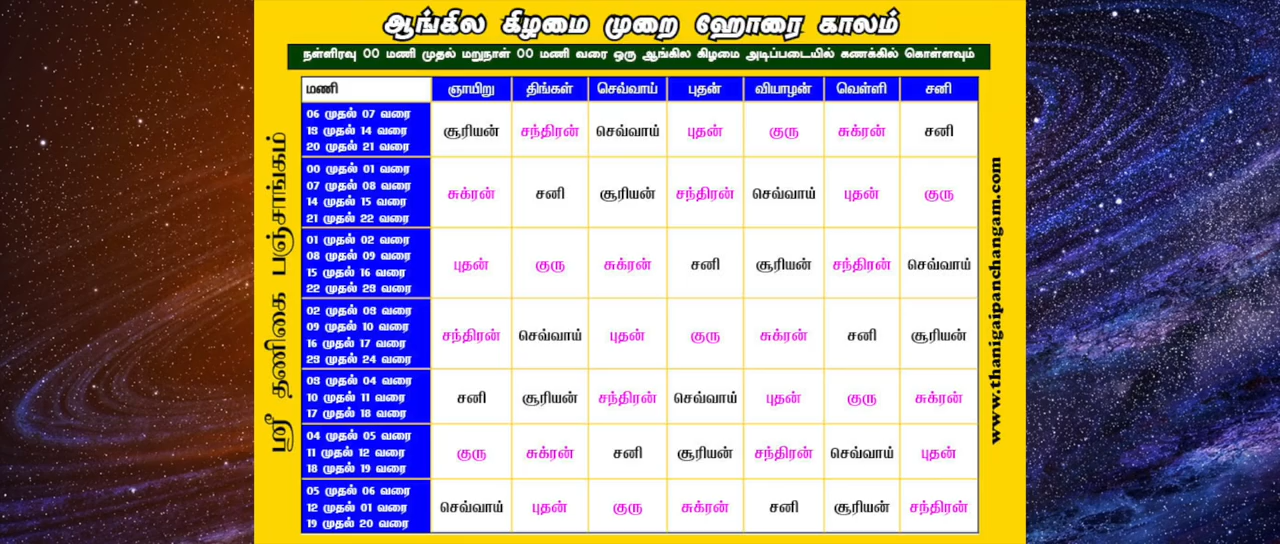 ஆங்கில கிழமை முறை ஹோரை காலம்
நள்ளிரவு 00 மணி முதல் மறுநாள் 00 மணி வரை ஒரு ஆங்கில கிழமை அடிப்படையில் கணக்கில் கொள்ளவும்
ஸ்ரீ தணிகை பஞ்சாங்கம்
மணி ஞாயிறு திங்கள் செவ்வாய் புதன் வியாழன் வெள்ளி சனி
06 முதல் 07 வரை
13 முதல் 14 வரை
20 முதல் 21 வரை
சூரியன் சந்திரன் செவ்வாய் புதன் குரு சுக்ரன் சனி
00 முதல் 01 வரை
07 முதல் 08 வரை
14 முதல் 15 வரை
21 முதல் 22 வரை
சுக்ரன் சனி சூரியன் சந்திரன் செவ்வாய் புதன் குரு
01 முதல் 02 வரை
08 முதல் 09 வரை
15 முதல் 16 வரை
22 முதல் 23 வரை
புதன் குரு சுக்ரன் சனி சூரியன் சந்திரன் செவ்வாய்
02 முதல் 03 வரை
09 முதல் 10 வரை
16 முதல் 17 வரை
23 முதல் 24 வரை
சந்திரன் செவ்வாய் புதன் குரு சுக்ரன் சனி சூரியன்
03 முதல் 04 வரை
10 முதல் 11 வரை
17 முதல் 18 வரை
சனி சூரியன் சந்திரன் செவ்வாய் புதன் குரு சுக்ரன்
04 முதல் 05 வரை
11 முதல் 12 வரை
18 முதல் 19 வரை
குரு சுக்ரன் சனி சூரியன் சந்திரன் செவ்வாய் புதன்
05 முதல் 06 வரை
12 முதல் 01 வரை
19 முதல் 20 வரை
செவ்வாய் புதன் குரு சுக்ரன் சனி சூரியன் சந்திரன்
www.thanigaipanchangam.com